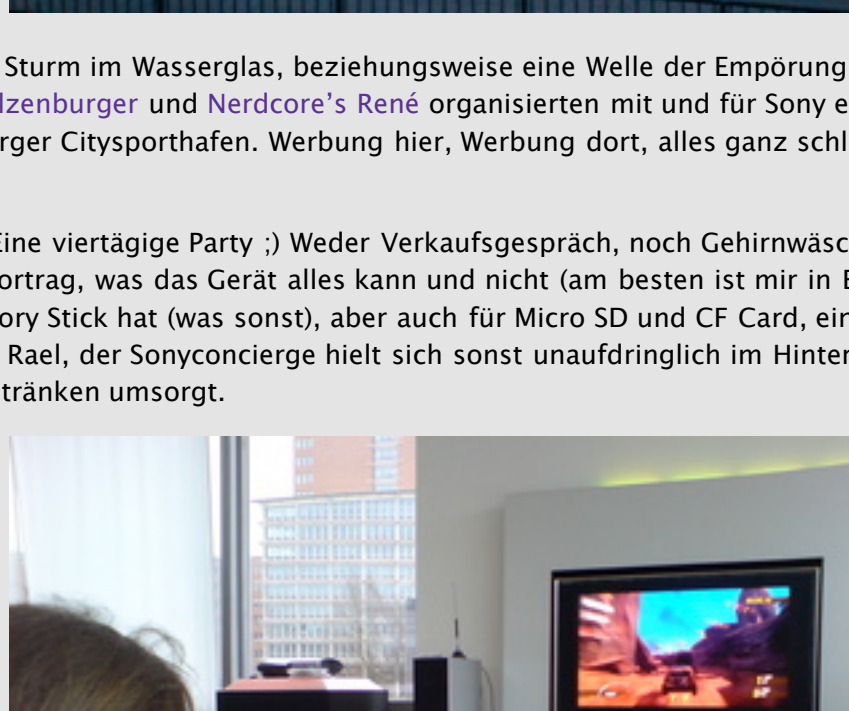 Sturm im Wasserglas, beziehungsweise eine Welle der Empörung
lzenburger und Nerdcore's René organisierten mit und für Sony e
rger Citysporthafen. Werbung hier, Werbung dort, alles ganz schl
Eine viertägige Party ;) Weder Verkaufsgespräch, noch Gehirnwäsc
ortrag, was das Gerät alles kann und nicht (am besten ist mir in E
ory Stick hat (was sonst), aber auch für Micro SD und CF Card, ein
Rael, der Sonyconcierge hielt sich sonst unaufdringlich im Hinter
tränken umsorgt.